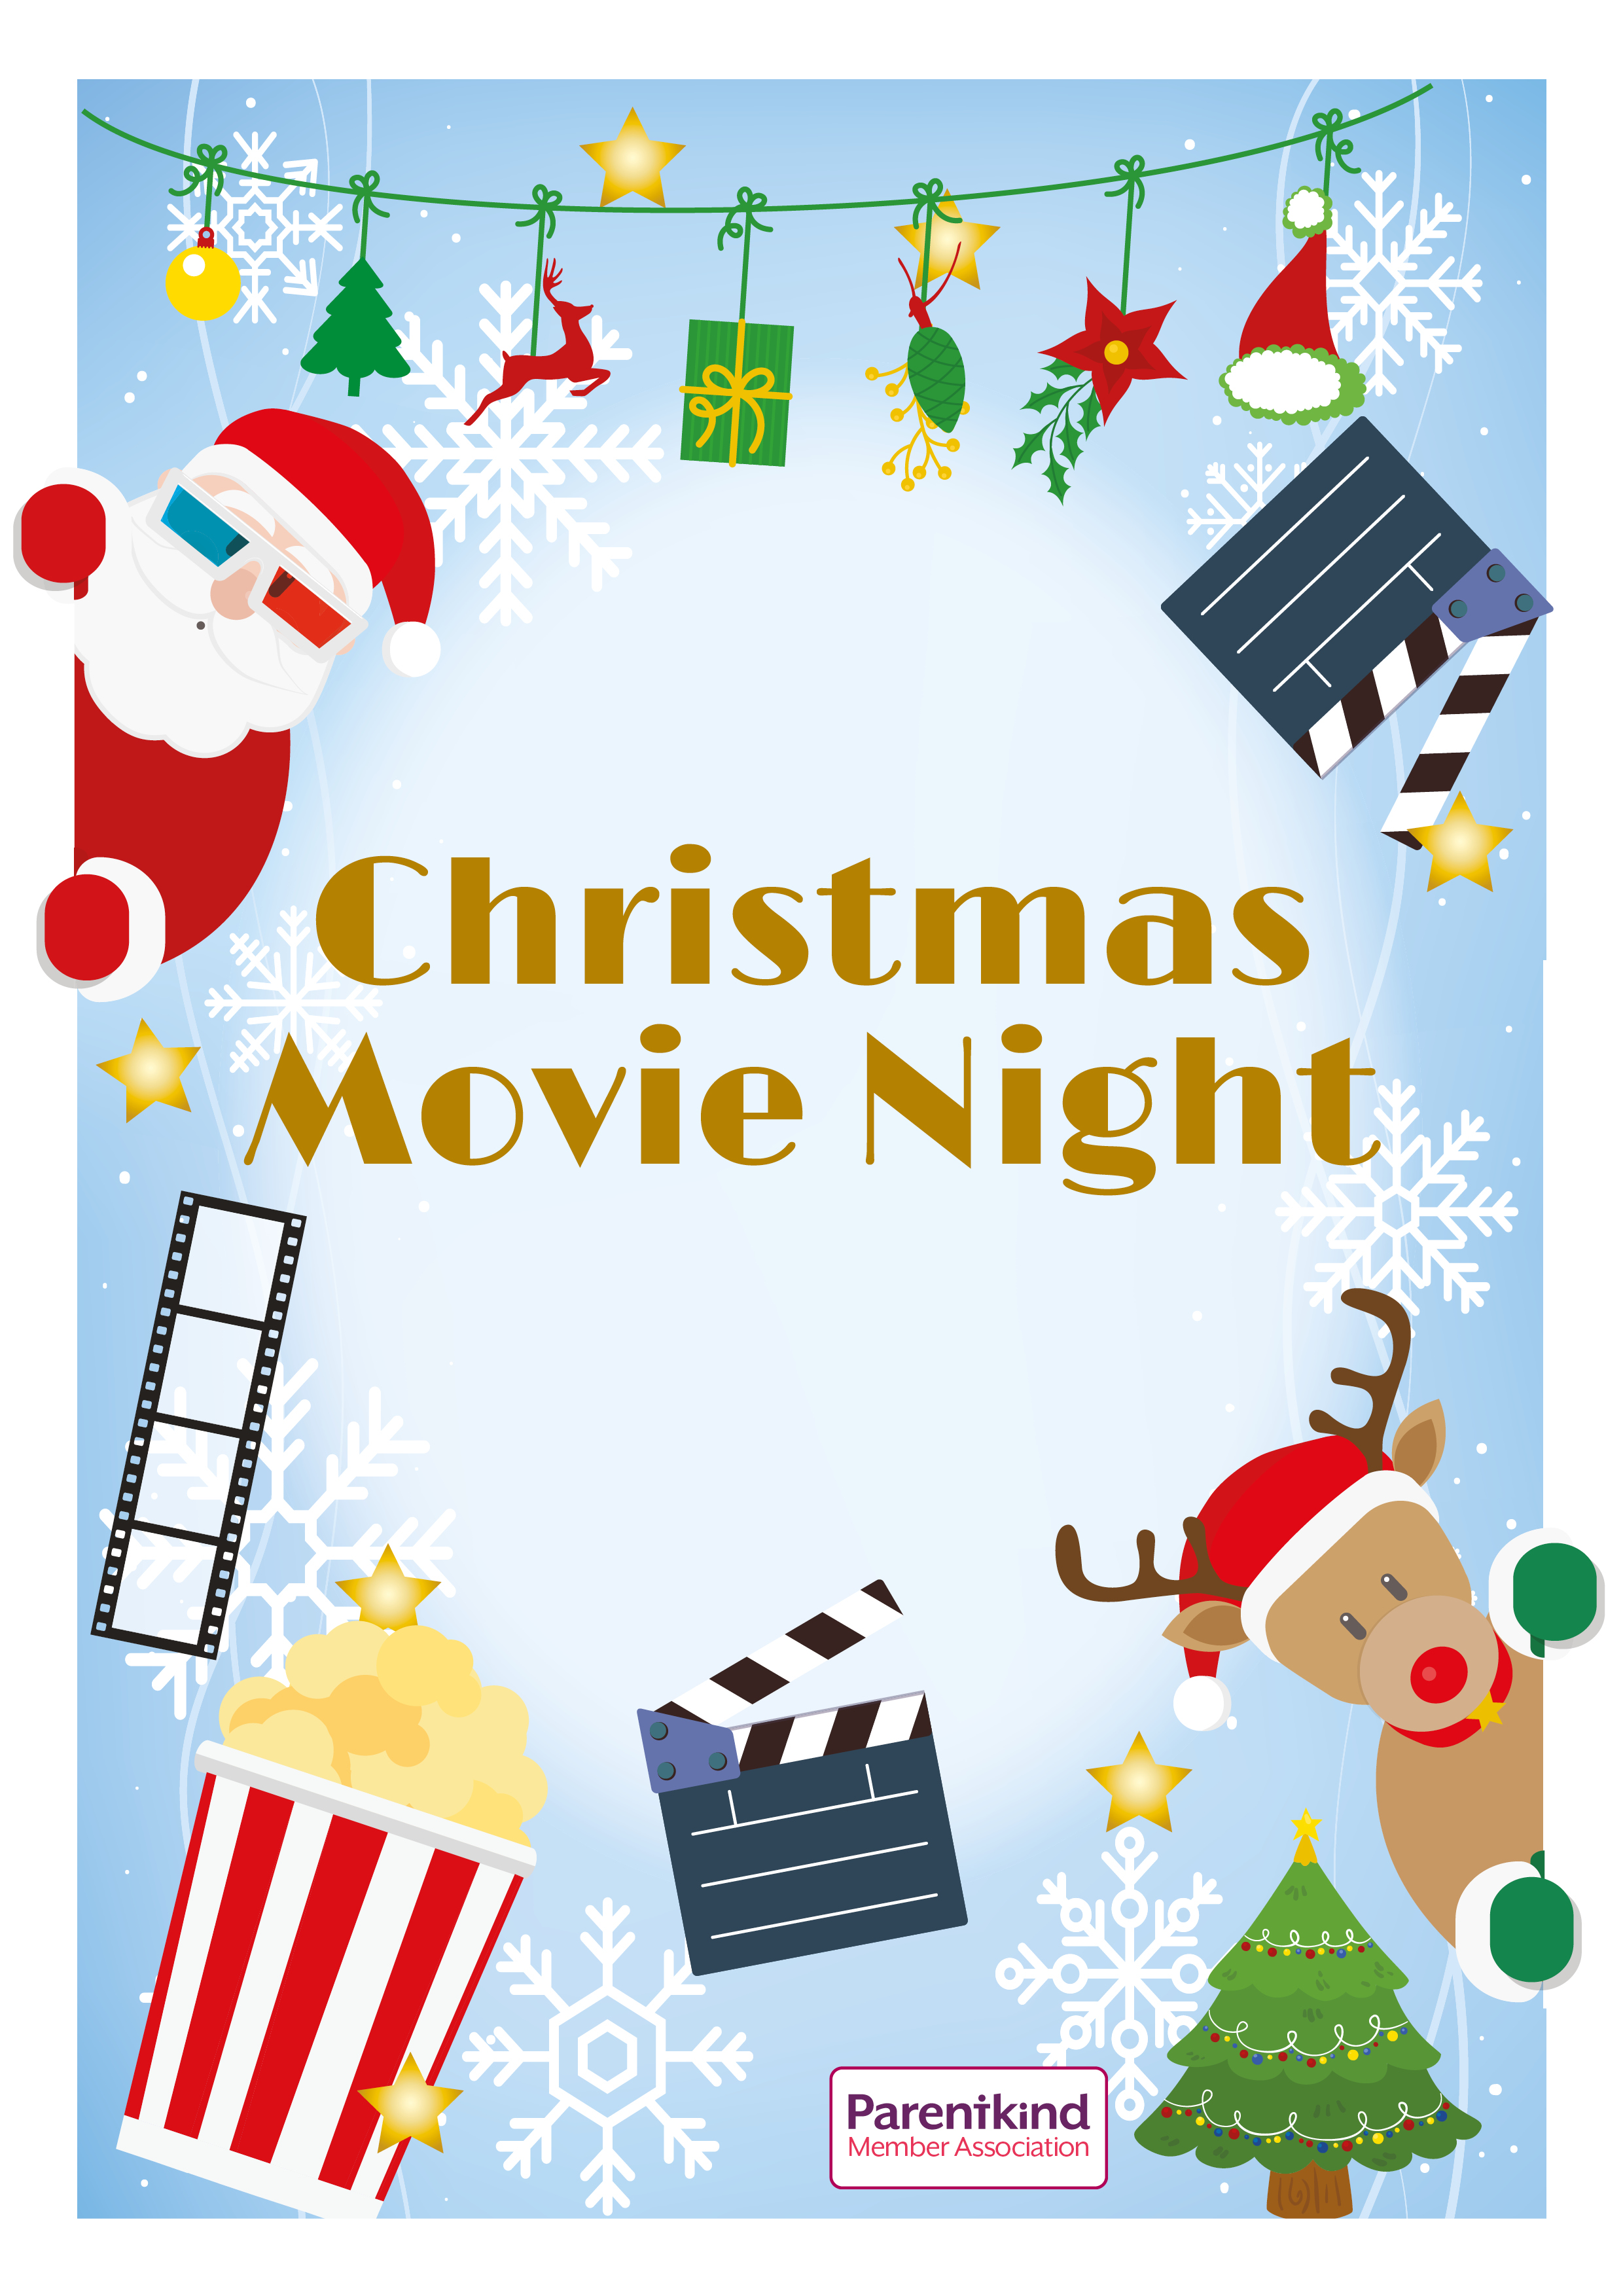 Christmas
Movie Night
Parentkind
Member Association